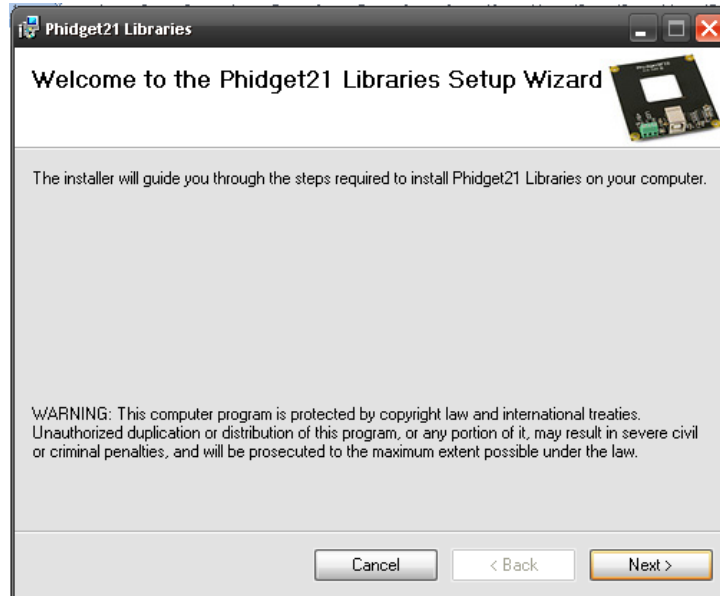 Phidget21 Libraries
Welcome to the Phidget21 Libraries Setup Wizard
The installer will guide you through the steps required to install Phidget21 Libraries on your computer.
WARNING: This computer program is protected by copyright law and international treaties.
Unauthorized duplication or distribution of this program, or any portion of it, may result in severe civil
or criminal penalties, and will be prosecuted to the maximum extent possible under the law.
Cancel
< Back
Next >